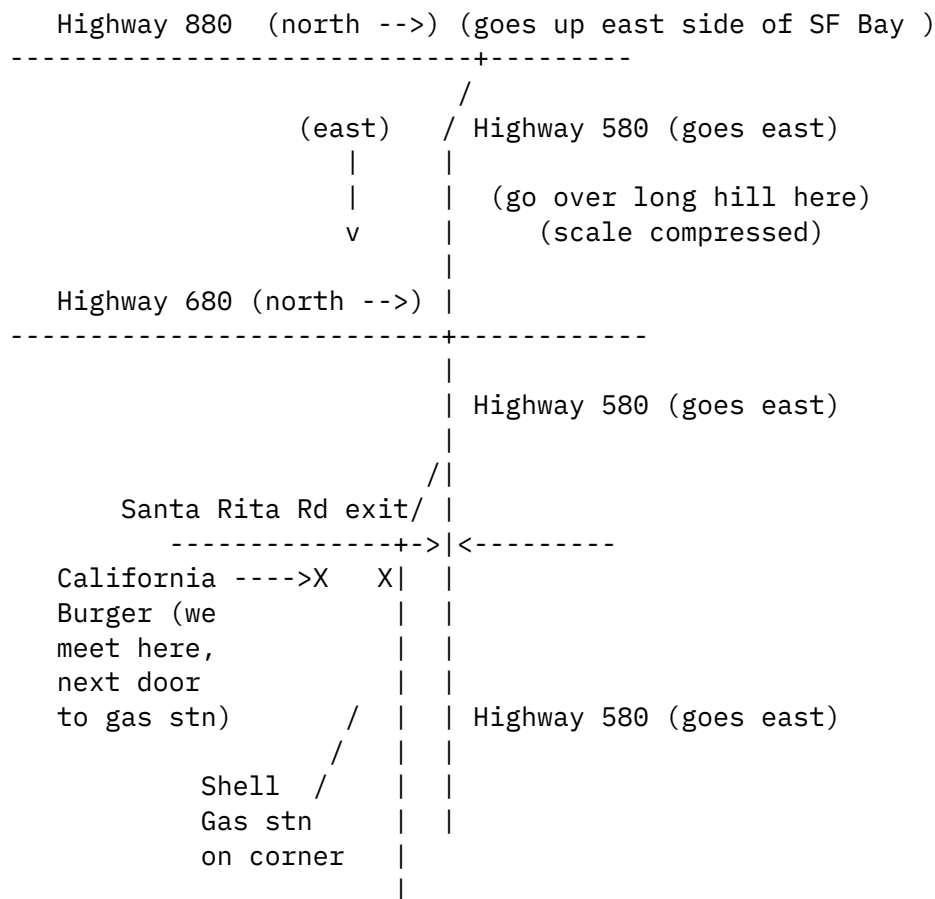 Highway 880 (north -->) (goes up east side of SF Bay )
-----------------------------+---------
/
(east) / Highway 580 (goes east)
| |
| | (go over long hill here)
v | (scale compressed)
|
Highway 680 (north -->) |
---------------------------+------------
|
| Highway 580 (goes east)
|
/|
Santa Rita Rd exit/ |
--------------+->|<---------
California ---->X X| |
Burger (we | |
meet here, | |
next door | |
to gas stn) / | | Highway 580 (goes east)
/ | |
Shell / | |
Gas stn | |
on corner |
|